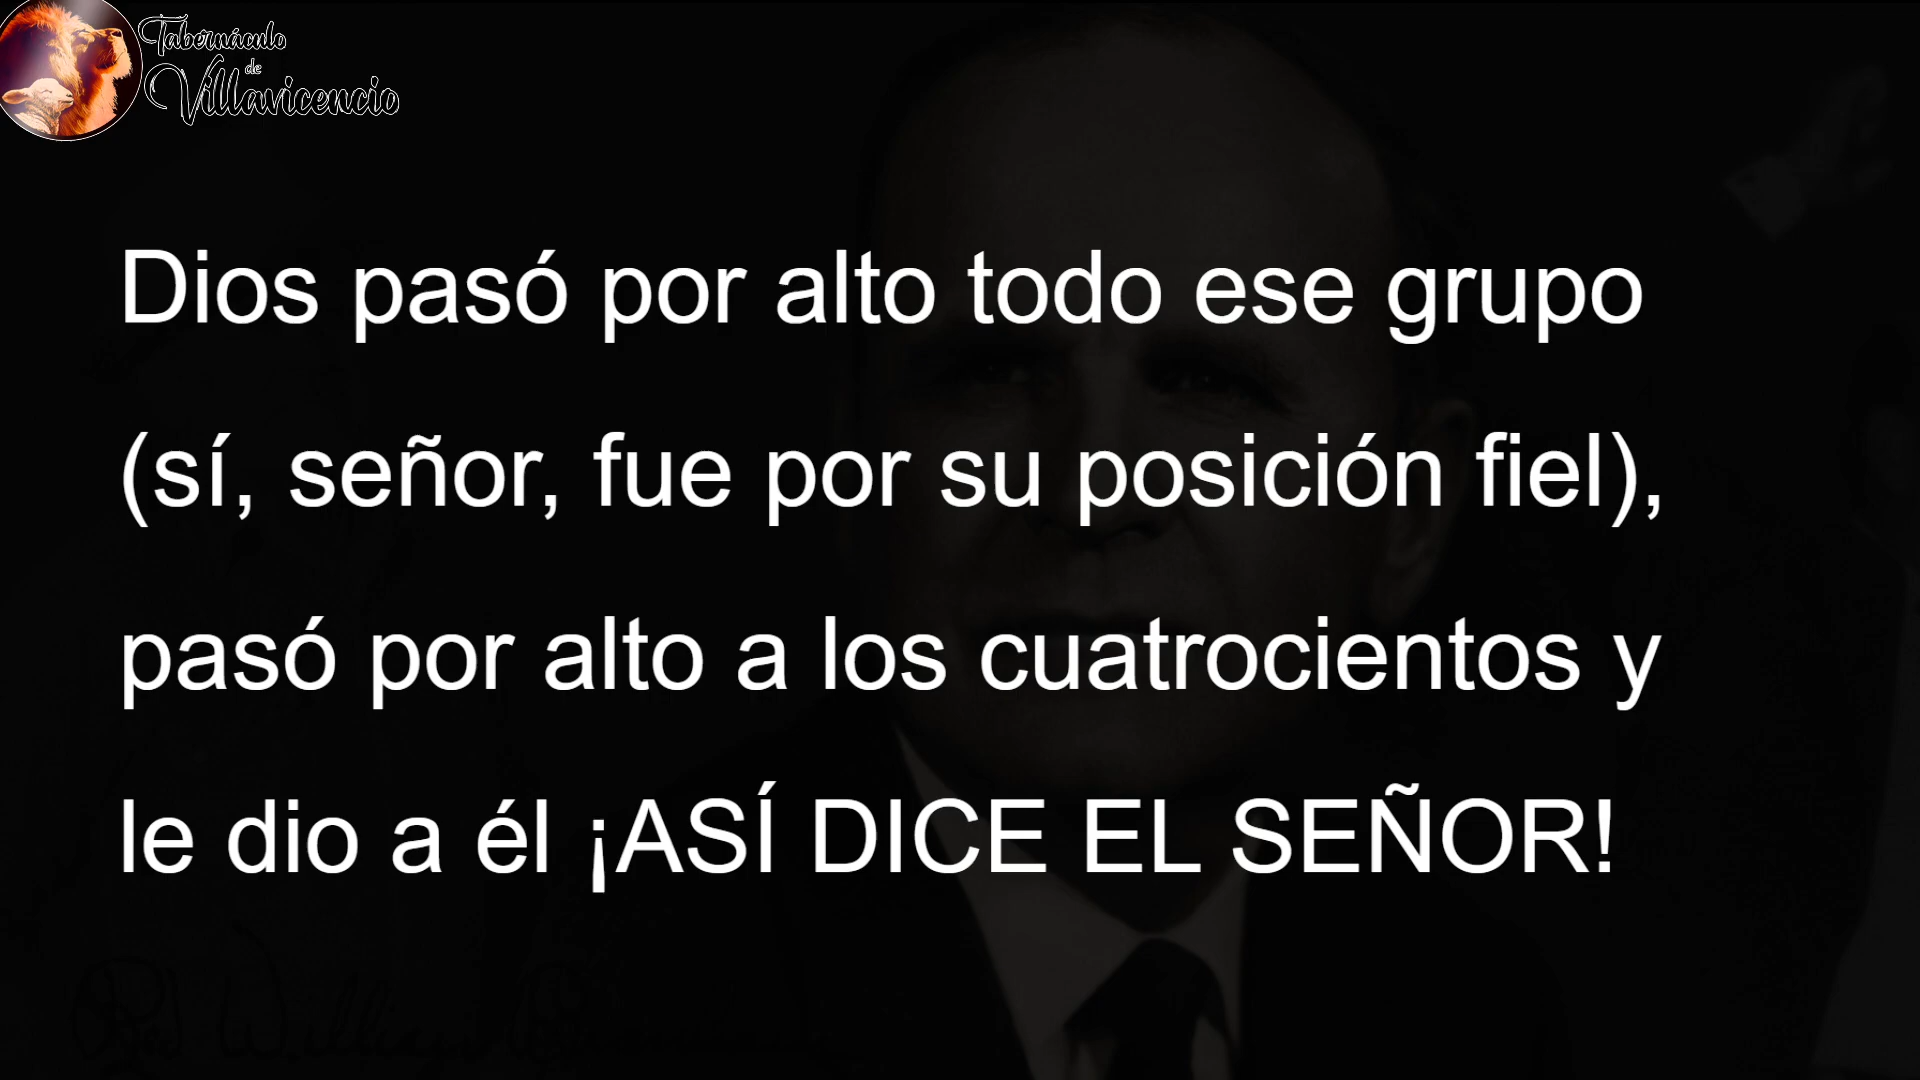 Tabernáculo
de
Villavicencio
Dios pasó por alto todo ese grupo
(sí, señor, fue por su posición fiel),
pasó por alto a los cuatrocientos y
le dio a él ¡ASÍ DICE EL SEÑOR!